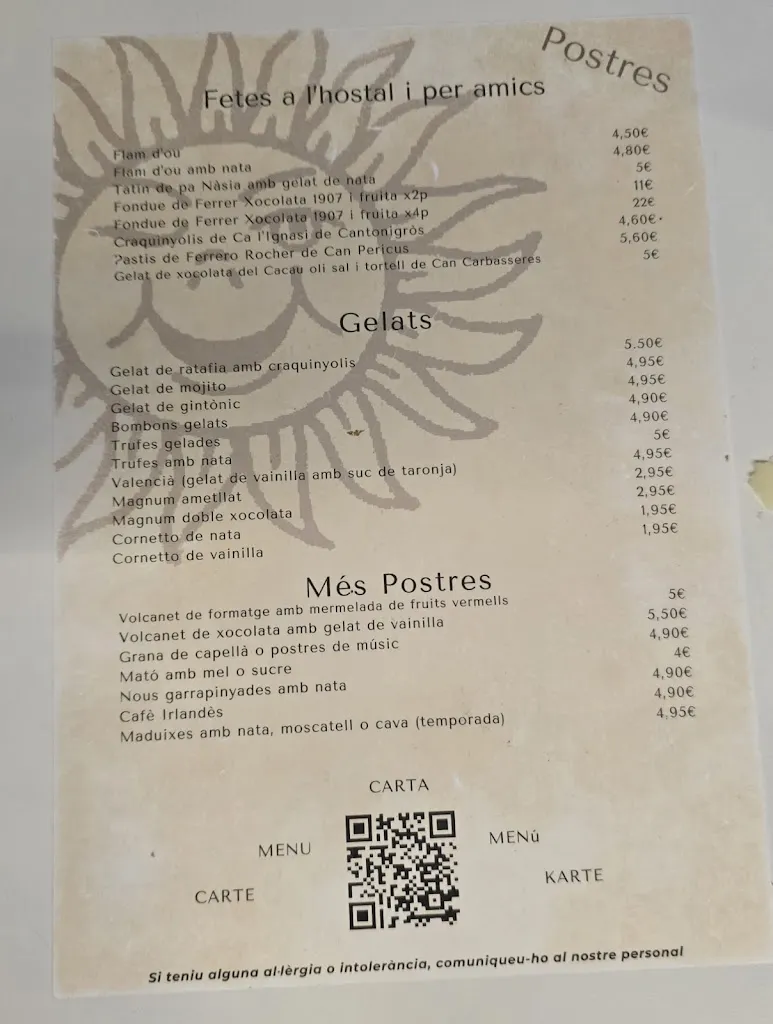 Postres
Fetes a l'hostal i per amics
Flam d'ou 4,50€
Flam d'ou amb nata 4,80€
Tatin de pa Nàsia amb gelat de nata 5€
Fondue de Ferrer Xocolata 1907 i fruita x2p 11€
Fondue de Ferrer Xocolata 1907 i fruita x4p 22€
Craquinyolis de Ca l'Ignasi de Cantonigròs 4,60€
Pastis de Ferrero Rocher de Can Pericus 5,60€
Gelat de xocolata del Cacau oli sal i tortell de Can Carbasseres 5€
Gelats
Gelat de ratafia amb craquinyolis 5.50€
Gelat de mojito 4,95€
Gelat de gintònic 4,95€
Bombons gelats 4,90€
Trufes gelades 4,90€
Trufes amb nata 5€
Valencià (gelat de vainilla amb suc de taronja) 4,95€
Magnum ametllat 2,95€
Magnum doble xocolata 2,95€
Cornetto de nata 1,95€
Cornetto de vainilla 1,95€
Més Postres
Volcanet de formatge amb mermelada de fruits vermells 5€
Volcanet de xocolata amb gelat de vainilla 5,50€
Grana de capellà o postres de músic 4,90€
Mató amb mel o sucre 4€
Nous garrapinyades amb nata 4,90€
Cafè Irlandès 4,90€
Maduixes amb nata, moscatell o cava (temporada) 4,95€
CARTA
MENU MENÚ
CARTE KARTE
Si teniu alguna al·lèrgia o intolerància, comuniqueu-ho al nostre personal